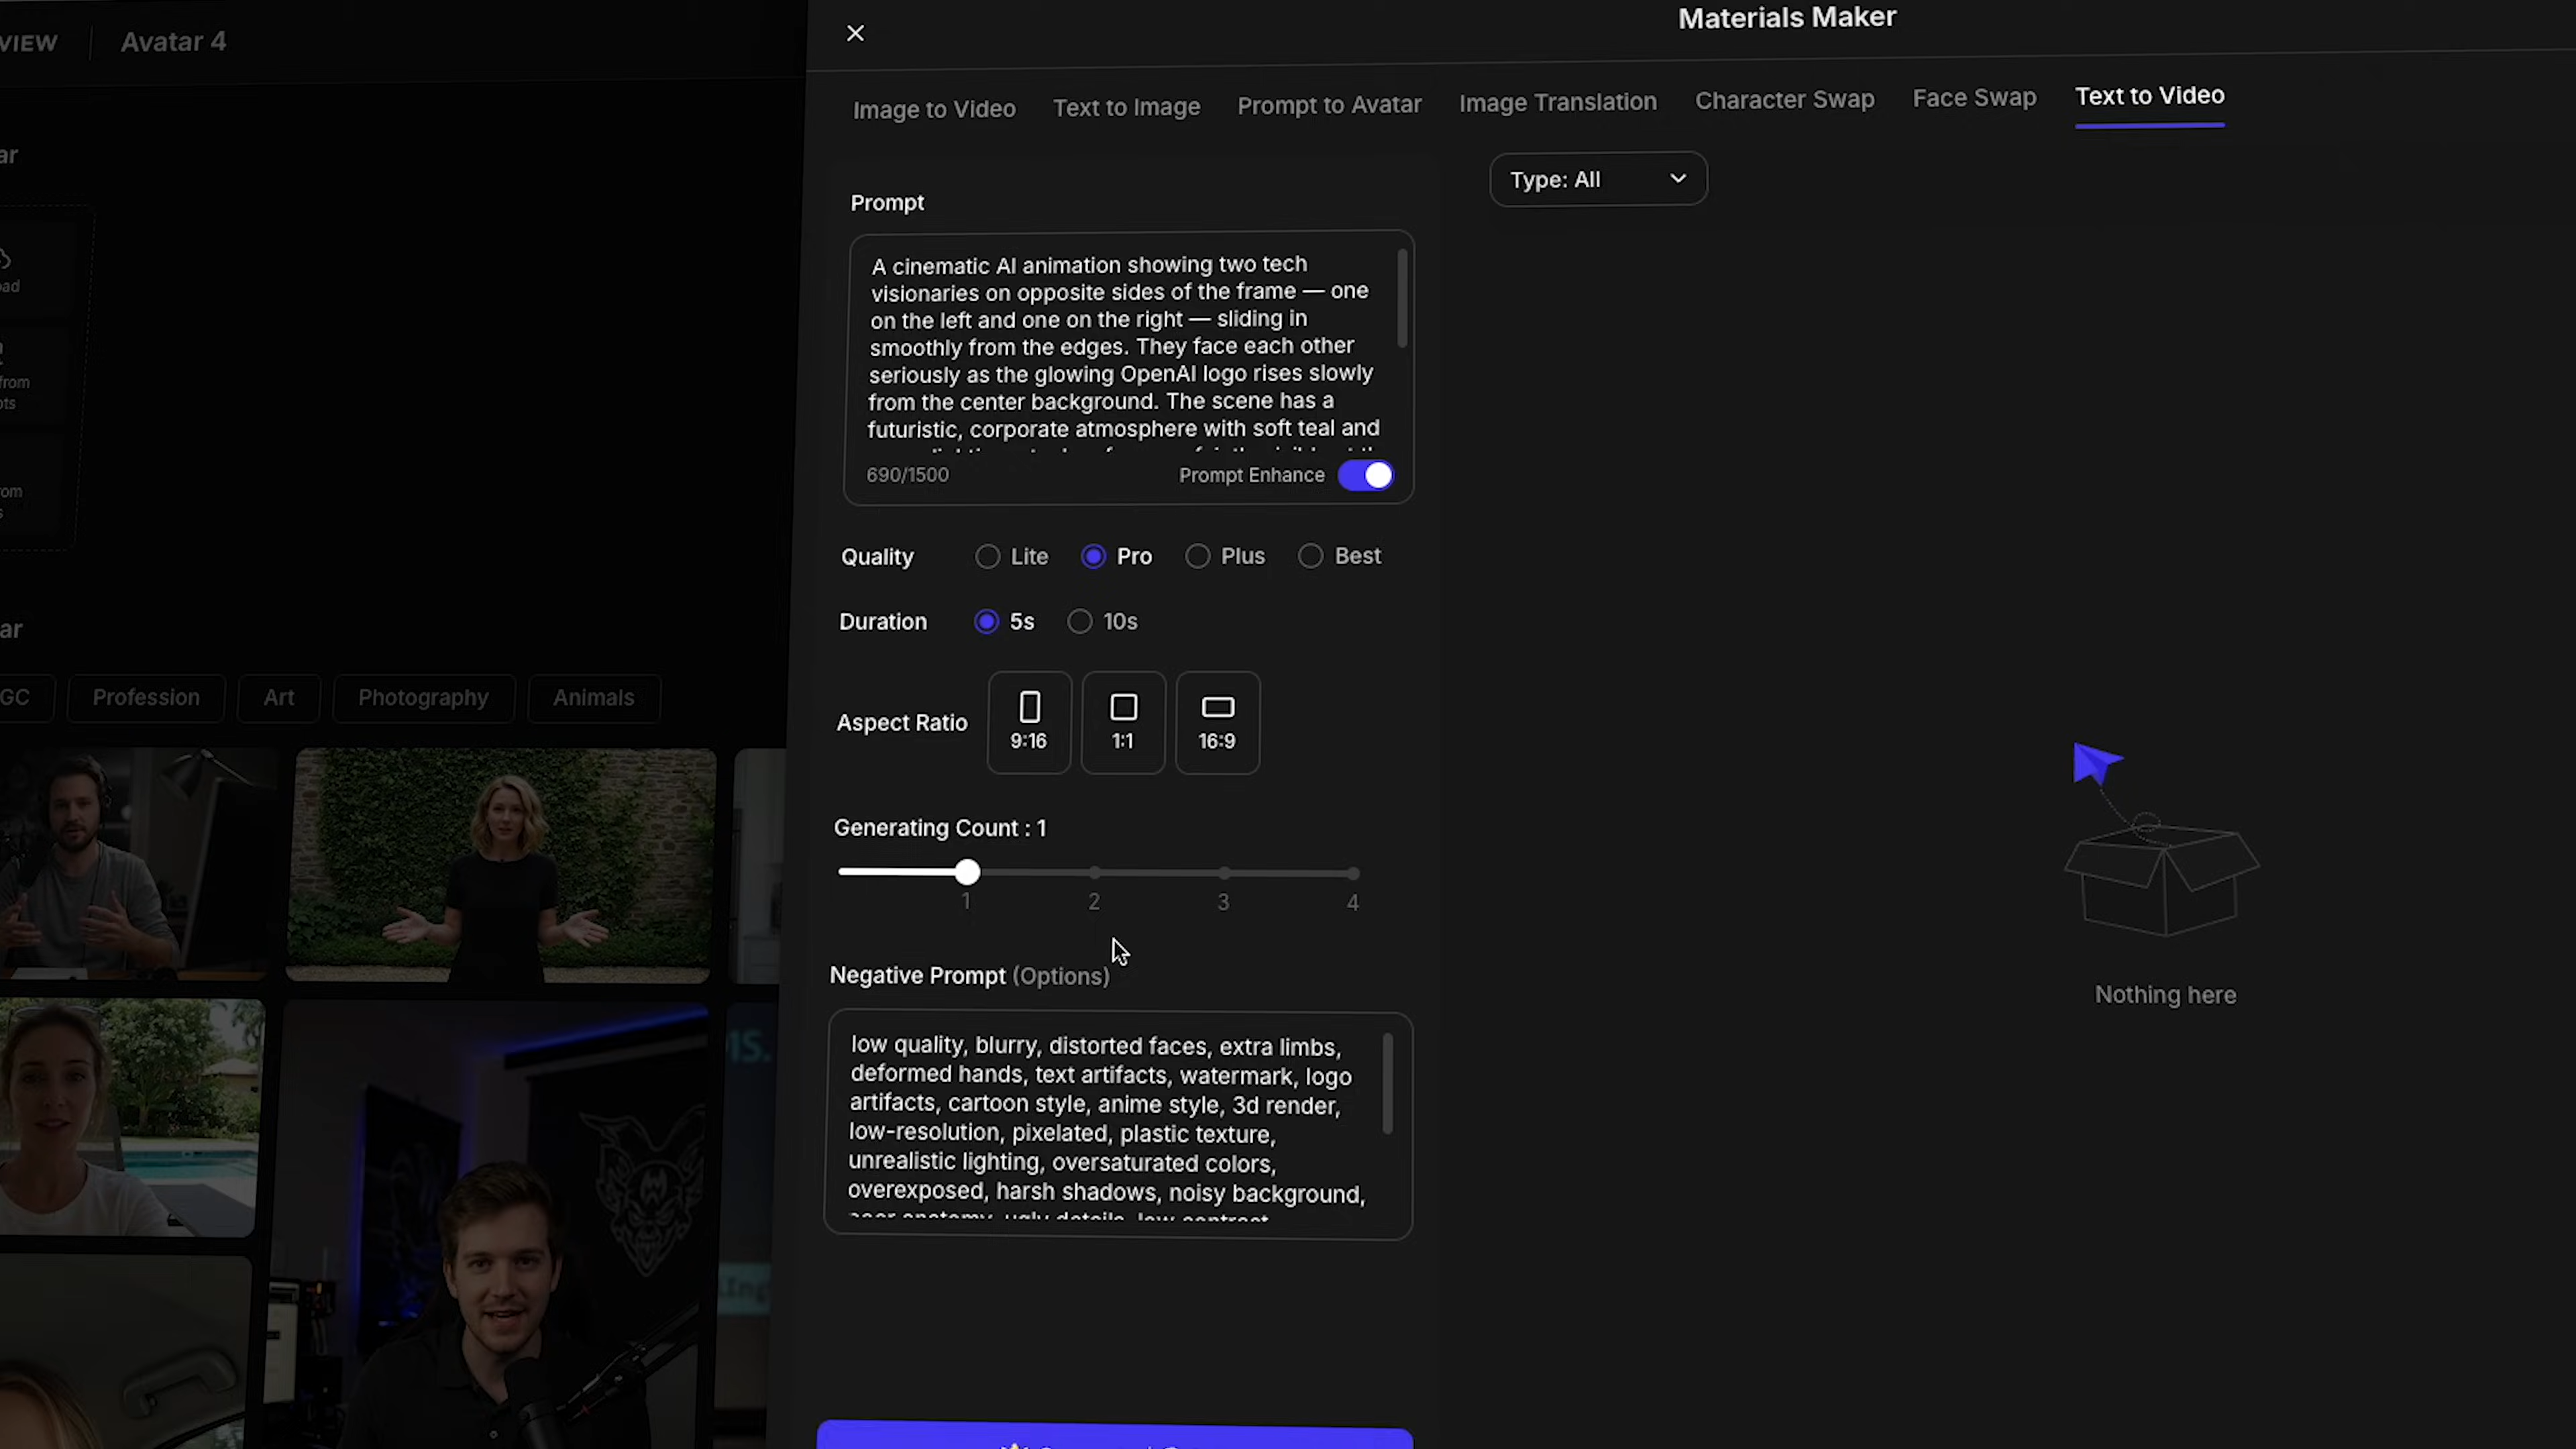 VIEW
Avatar 4
Materials Maker
Image to Video
Text to Image
Prompt to Avatar
Image Translation
Character Swap
Face Swap
Text to Video
Type: All
Prompt
A cinematic AI animation showing two tech
visionaries on opposite sides of the frame — one
on the left and one on the right — sliding in
smoothly from the edges. They face each other
seriously as the glowing OpenAI logo rises slowly
from the center background. The scene has a
futuristic, corporate atmosphere with soft teal and
690/1500
Prompt Enhance
Quality
Lite
Pro
Plus
Best
Duration
5s
10s
Aspect Ratio
9:16
1:1
16:9
Generating Count : 1
1
2
3
4
Negative Prompt (Options)
low quality, blurry, distorted faces, extra limbs,
deformed hands, text artifacts, watermark, logo
artifacts, cartoon style, anime style, 3d render,
low-resolution, pixelated, plastic texture,
unrealistic lighting, oversaturated colors,
overexposed, harsh shadows, noisy background,
Nothing here
ar
oad
from
ots
rom
s
ar
GC
Profession
Art
Photography
Animals